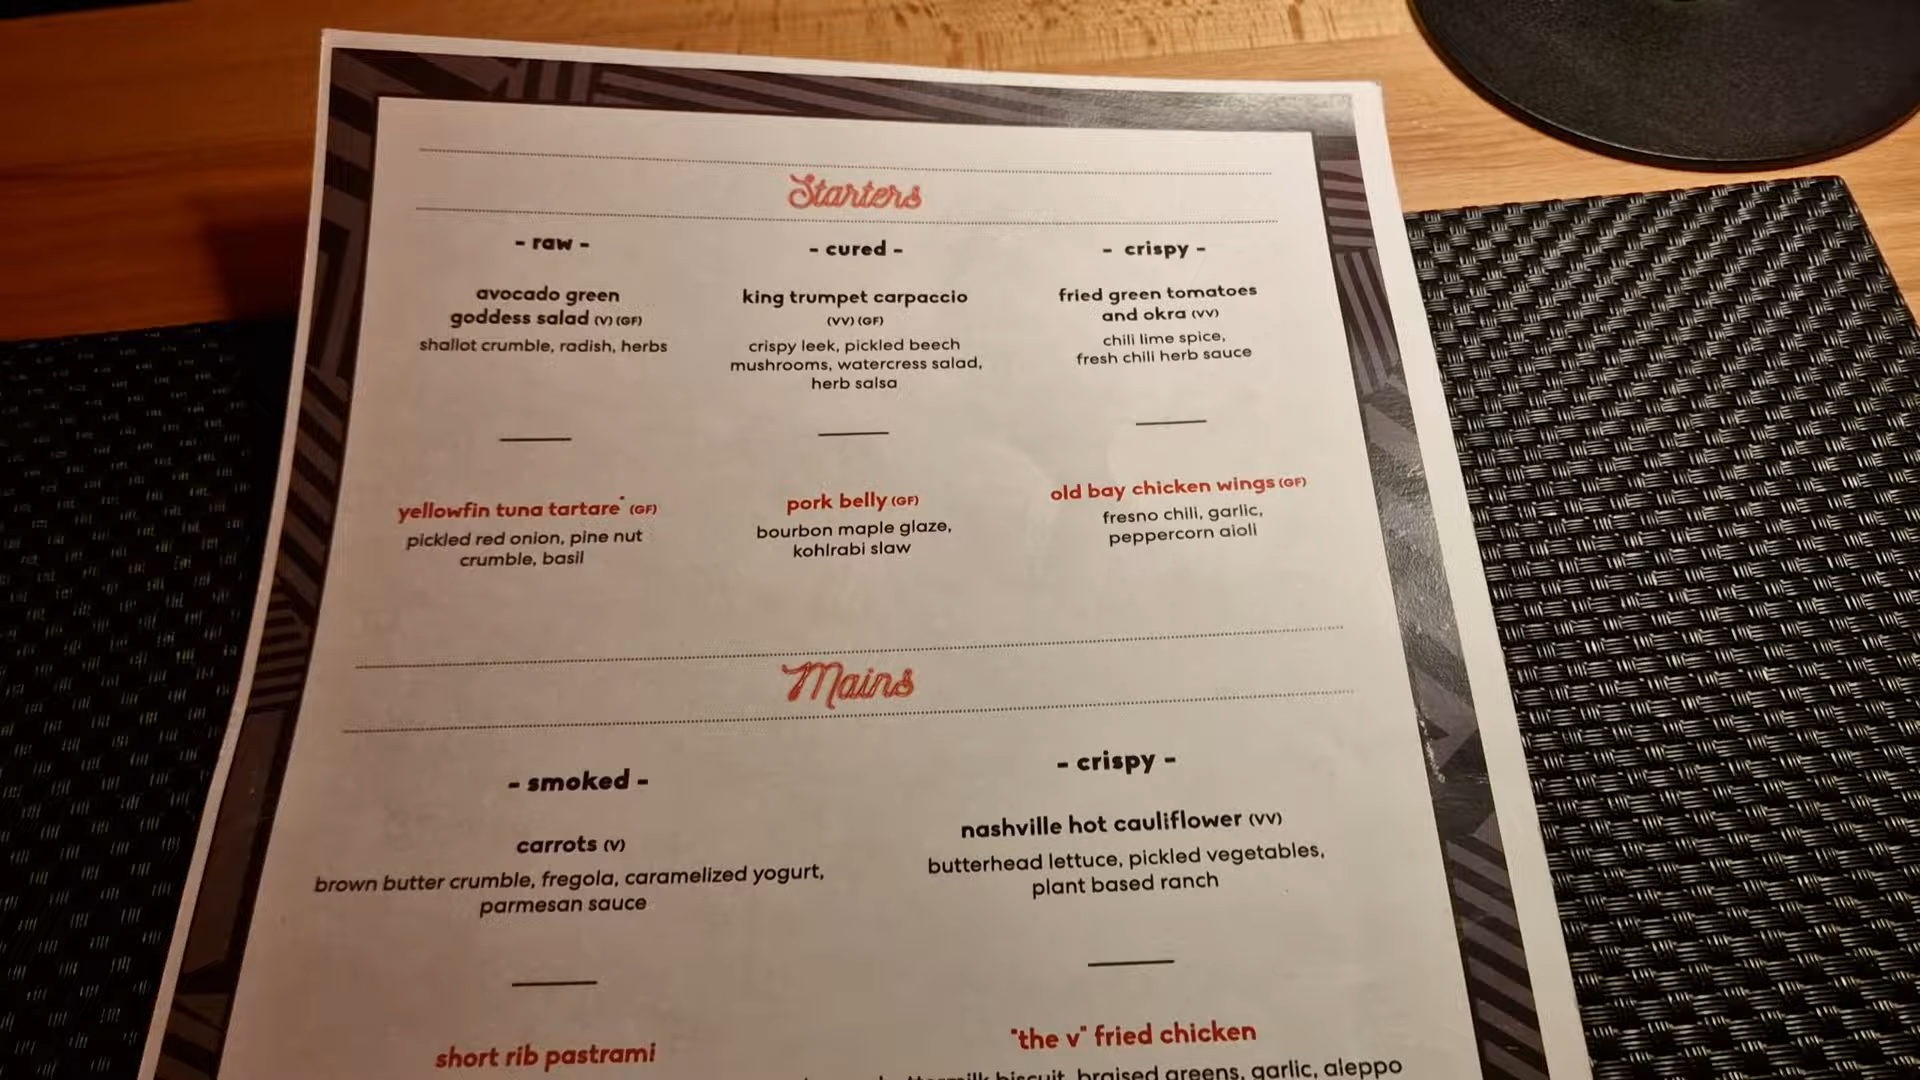 Starters
- raw -
avocado green
goddess salad (V) (GF)
shallot crumble, radish, herbs
yellowfin tuna tartare* (GF)
pickled red onion, pine nut
crumble, basil
- cured -
king trumpet carpaccio
(VV) (GF)
crispy leek, pickled beech
mushrooms, watercress salad,
herb salsa
pork belly (GF)
bourbon maple glaze,
kohlrabi slaw
- crispy -
fried green tomatoes
and okra (VV)
chili lime spice,
fresh chili herb sauce
old bay chicken wings (GF)
fresno chili, garlic,
peppercorn aioli
Mains
- smoked -
carrots (V)
brown butter crumble, fregola, caramelized yogurt,
parmesan sauce
short rib pastrami
- crispy -
nashville hot cauliflower (VV)
butterhead lettuce, pickled vegetables,
plant based ranch
"the v" fried chicken
biscuit, braised greens, garlic, aleppo